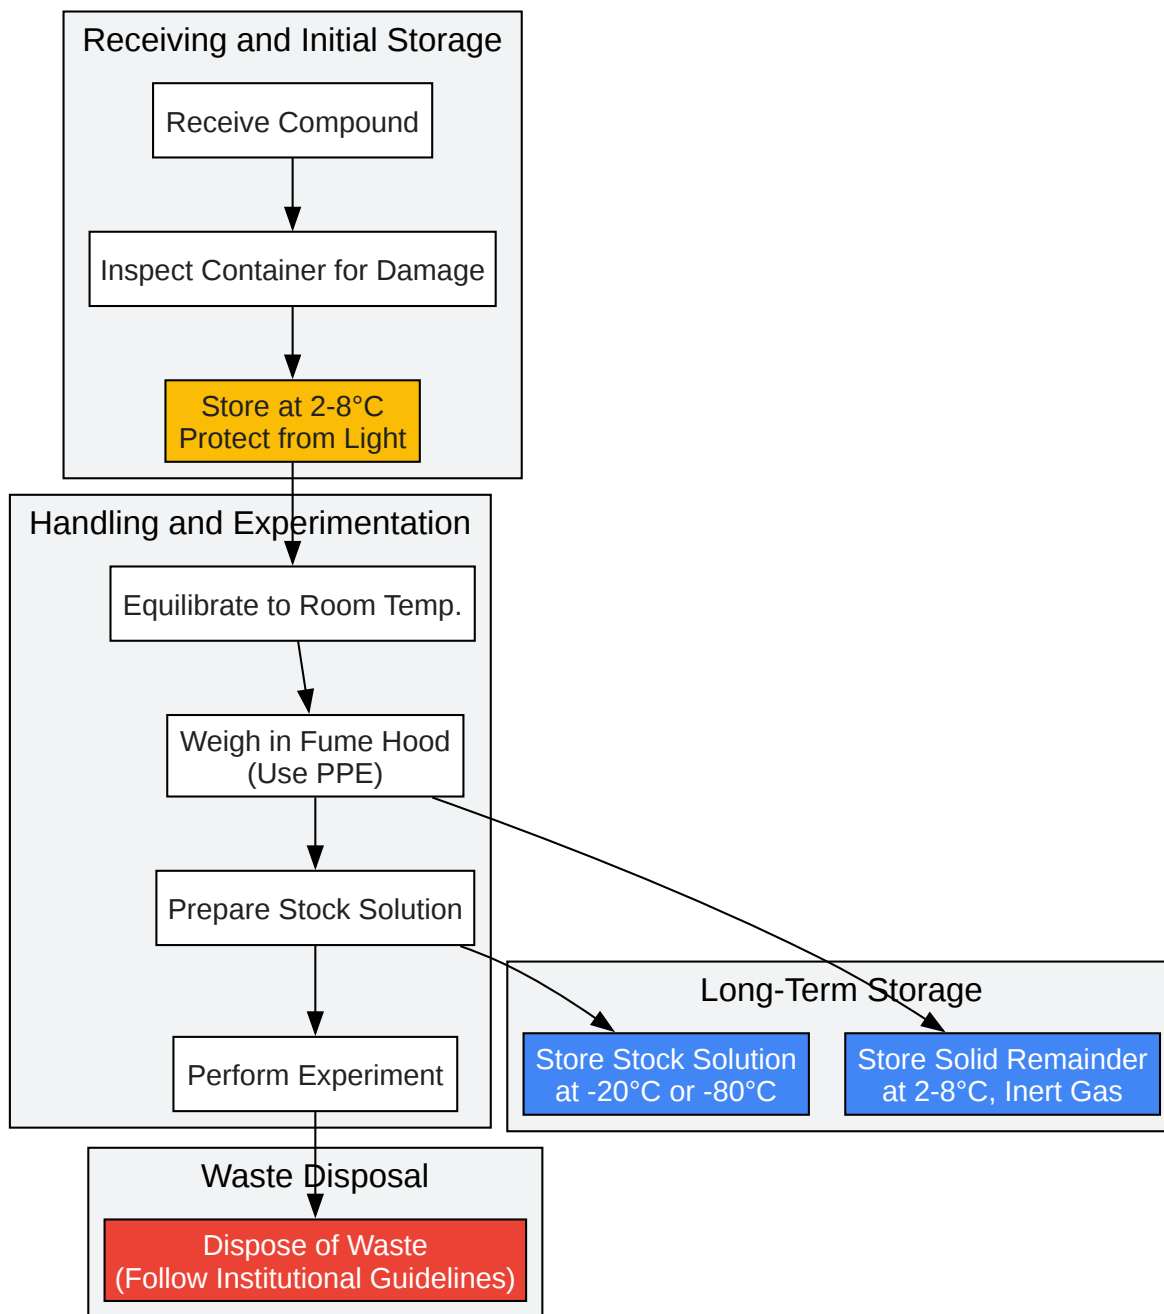 Receiving and Initial Storage
Receive Compound
Inspect Container for Damage
Store at 2-8°C
Protect from Light
Handling and Experimentation
Equilibrate to Room Temp.
Weigh in Fume Hood
(Use PPE)
Prepare Stock Solution
Perform Experiment
Long-Term Storage
Store Stock Solution
at -20°C or -80°C
Store Solid Remainder
at 2-8°C, Inert Gas
Waste Disposal
Dispose of Waste
(Follow Institutional Guidelines)